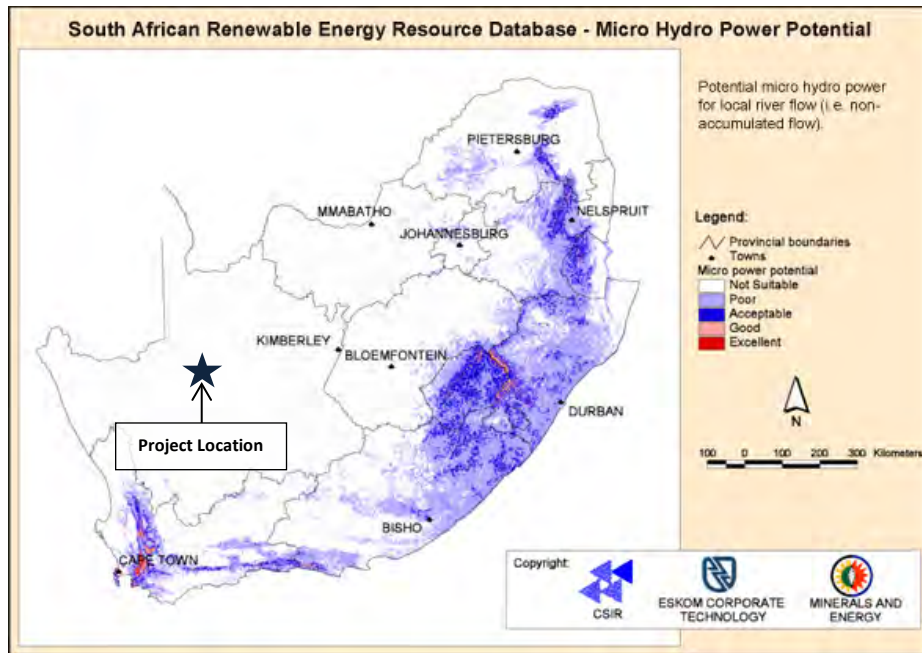 South African Renewable Energy Resource Database - Micro Hydro Power Potential
Potential micro hydro power
for local river flow (i.e. non-
accumulated flow).
PIETERSBURG
MMABATHO
NELSPRUIT
JOHANNESBURG
KIMBERLEY
BLOEMFONTEIN
DURBAN
Project Location
BISHO
CAPE TOWN
Legend:
Provincial boundaries
Towns
Micro power potential
Not Suitable
Poor
Acceptable
Good
Excellent
N
100 0 100 200 300 Kilometers
Copyright:
CSIR
ESKOM CORPORATE
TECHNOLOGY
MINERALS AND
ENERGY